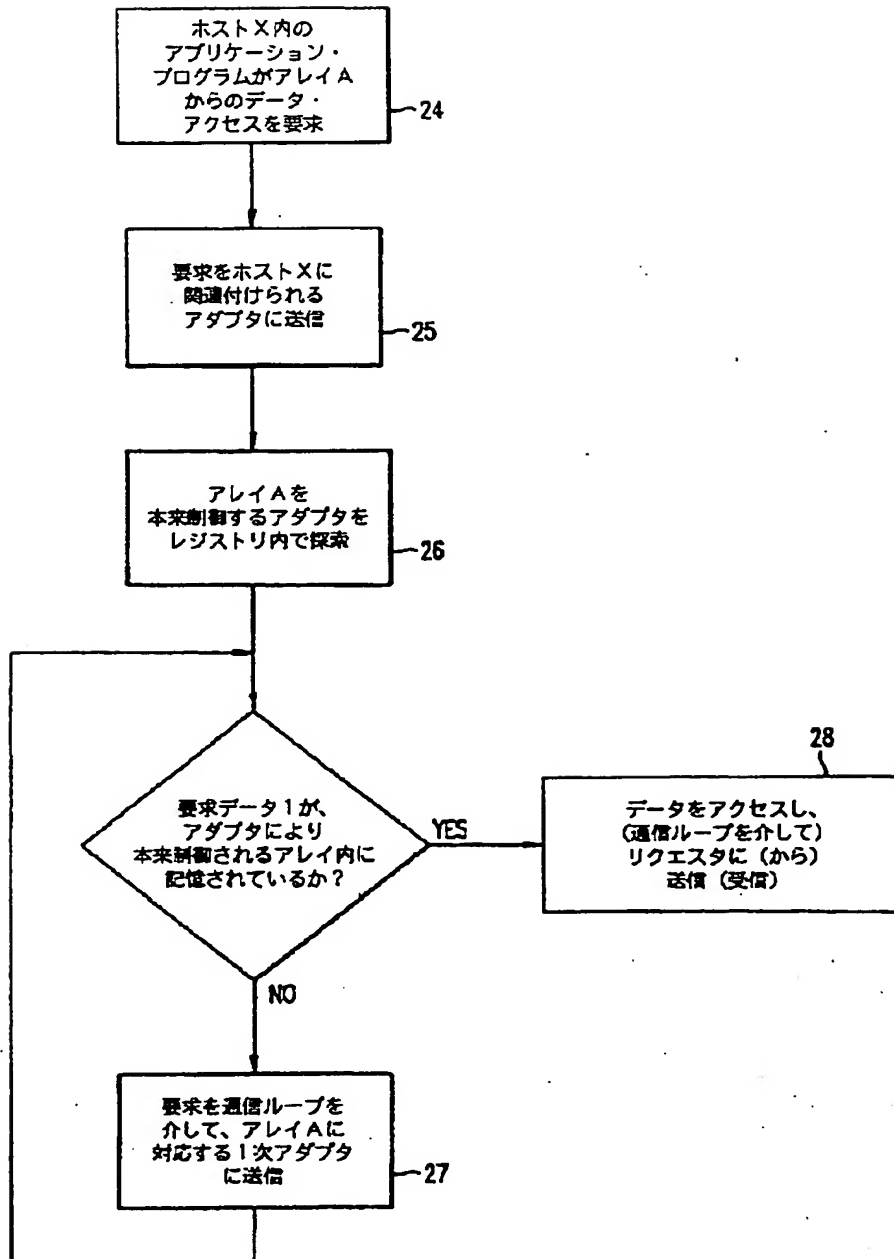 ホストX内の
アプリケーション・
プログラムがアレイA
からのデータ・
アクセスを要求
24
要求をホストXに
関連付けられる
アダプタに送信
25
アレイAを
本来制御するアダプタを
レジストリ内で探索
26
要求データ1が、
アダプタにより
本来制御されるアレイ内に
記憶されているか？
YES
28
データをアクセスし、
(通信ループを介して)
リクエスタに (から)
送信 (受信)
NO
要求を通信ループを
介して、アレイAに
対応する1次アダプタ
に送信
27